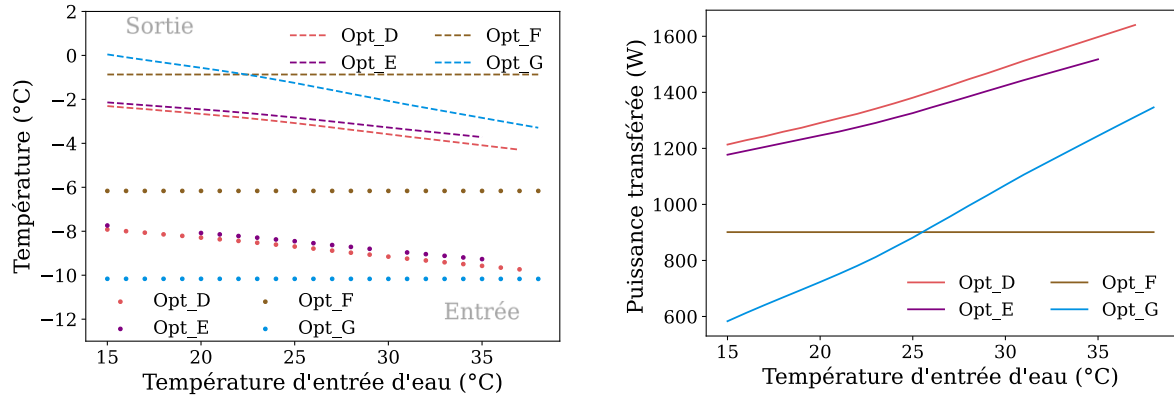 2
0
−2
−4
−6
−8
−10
−12
Température (°C)
Sortie
Opt_D
Opt_E
Opt_F
Opt_G
Opt_D
Opt_E
Opt_F
Opt_G
Entrée
15
20
25
30
35
Température d'entrée d'eau (°C)
1600
1400
1200
1000
800
600
Puissance transférée (W)
Opt_D
Opt_E
Opt_F
Opt_G
15
20
25
30
35
Température d'entrée d'eau (°C)